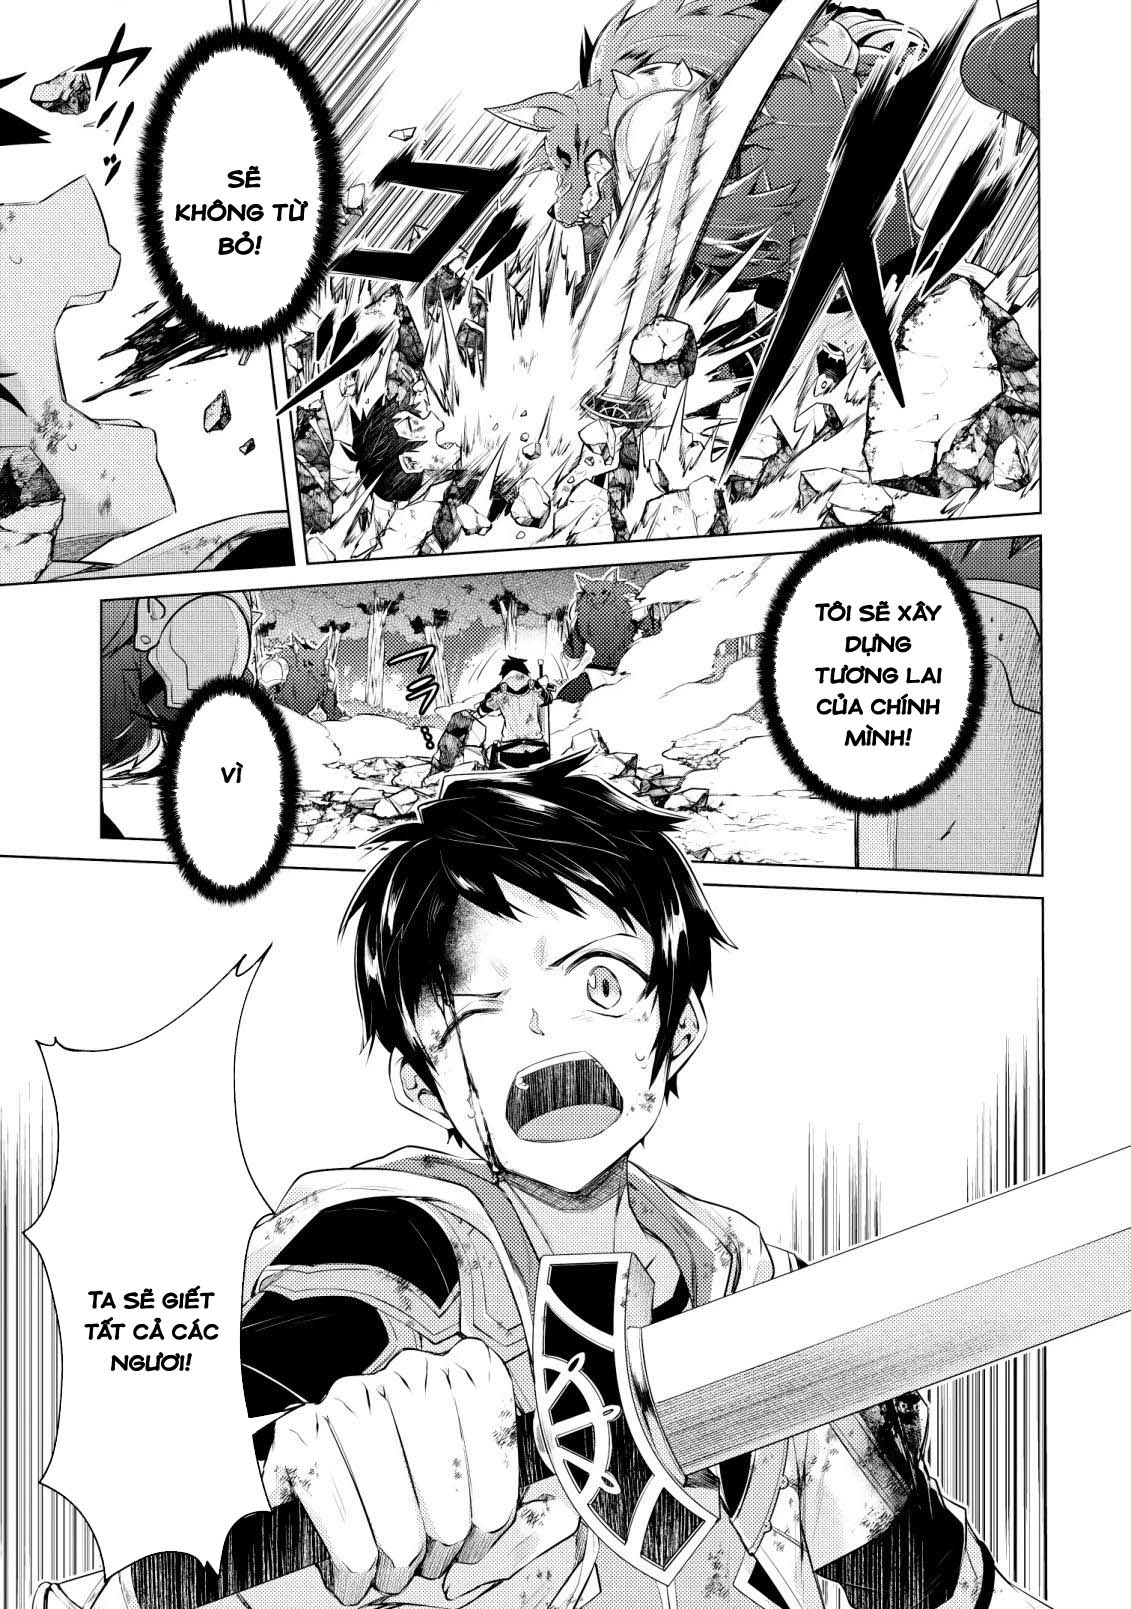 SẼ
KHÔNG TỪ
BỎ!
TÔI SẼ XÂY
DỰNG
TƯƠNG LAI
CỦA CHÍNH
MÌNH!
VÌ
TA SẼ GIẾT
TẤT CẢ CÁC
NGƯƠI!